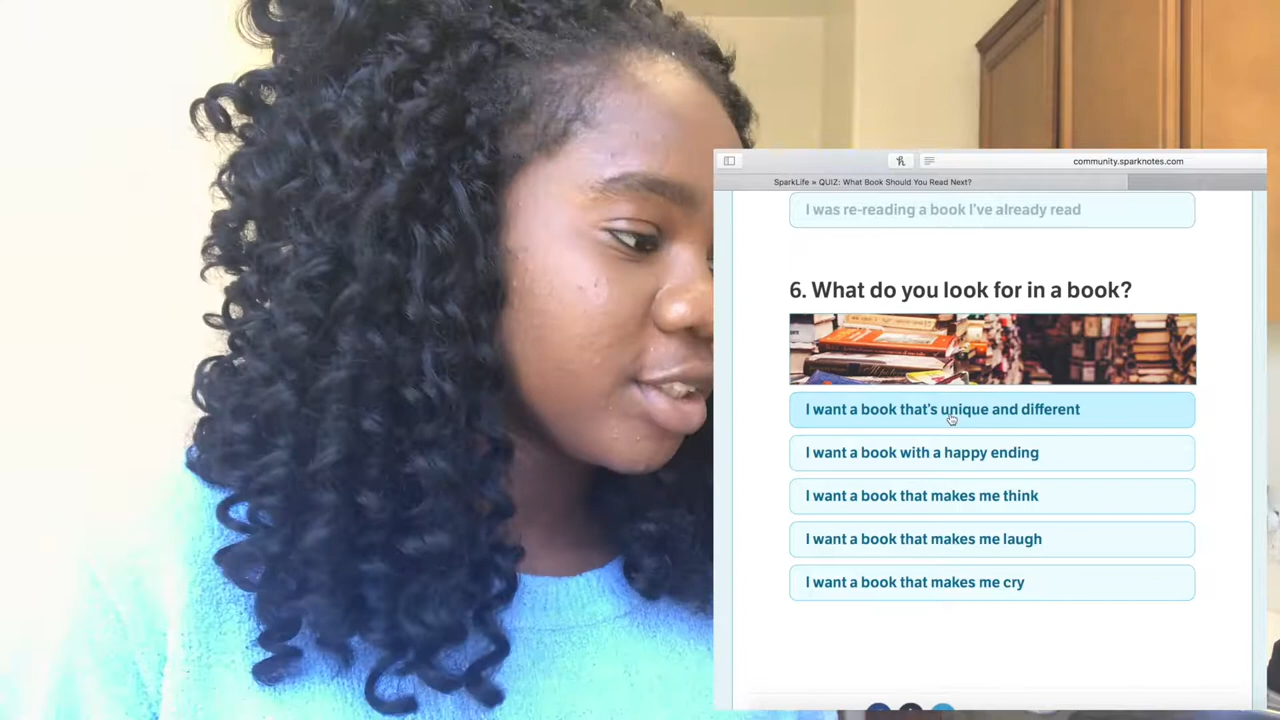 community.sparknotes.com
SparkLife » QUIZ: What Book Should You Read Next?
I was re-reading a book I've already read
6. What do you look for in a book?
I want a book that's unique and different
I want a book with a happy ending
I want a book that makes me think
I want a book that makes me laugh
I want a book that makes me cry